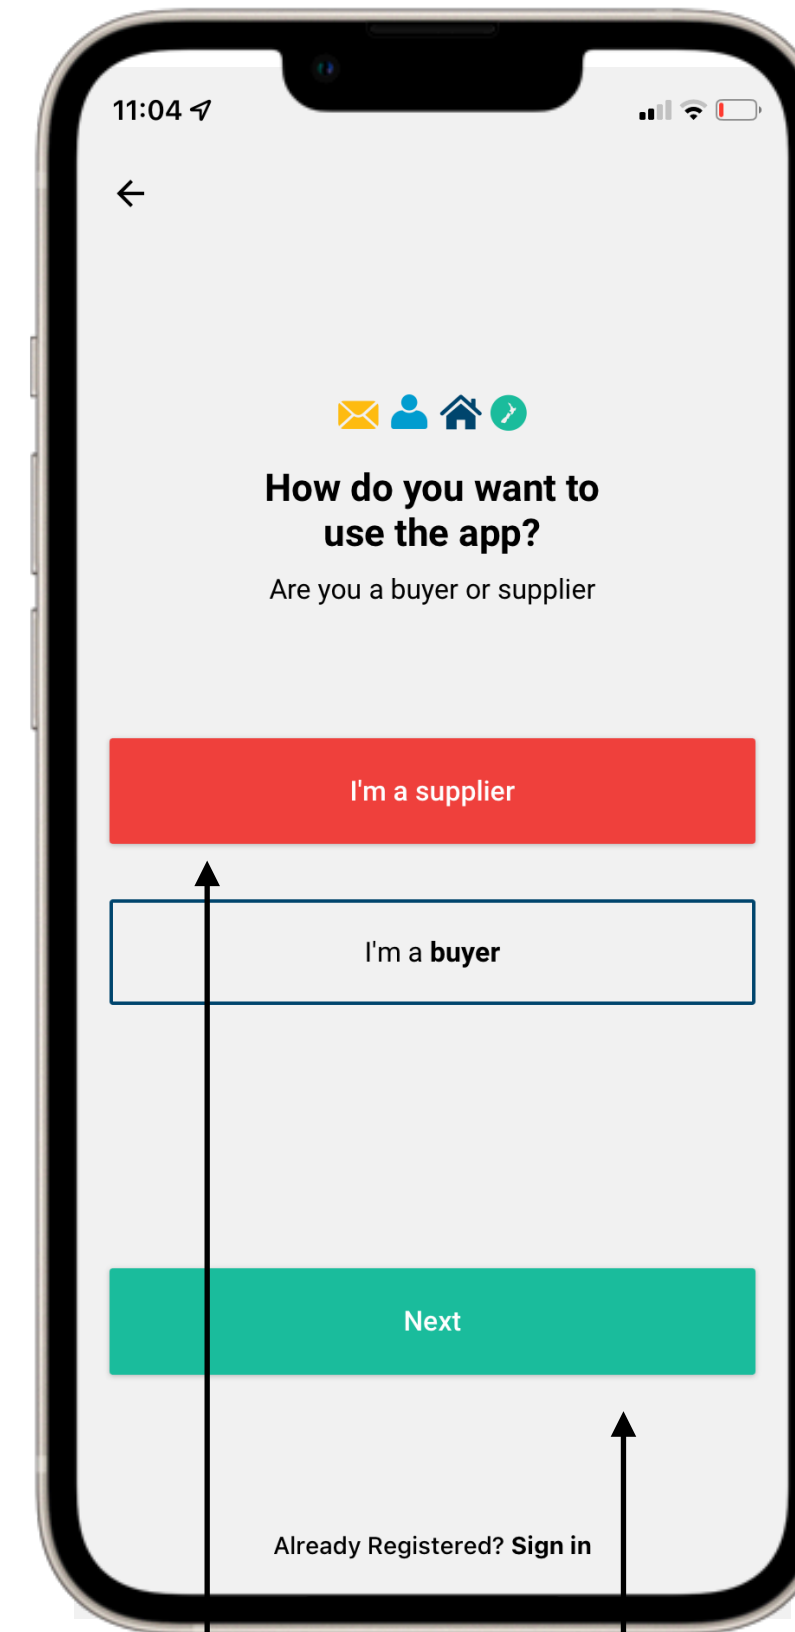 11:04
How do you want to
use the app?
Are you a buyer or supplier
I'm a supplier
I'm a buyer
Next
Already Registered? Sign in